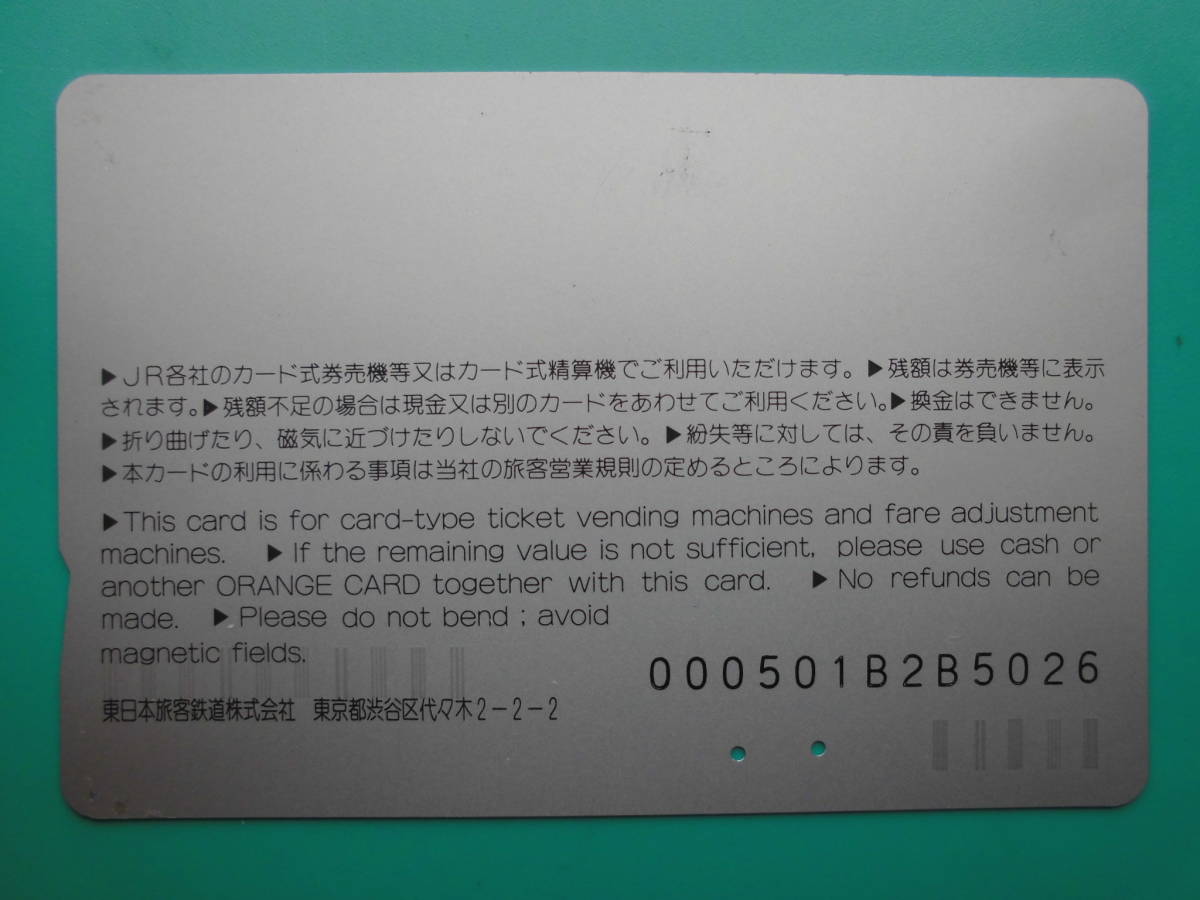 ▶JR各社のカード式券売機等又はカード式精算機でご利用いただけます。▶残額は券売機等に表示
されます。▶残額不足の場合は現金又は別のカードをあわせてご利用ください。▶換金はできません。
▶折り曲げたり、磁気に近づけたりしないでください。▶紛失等に対しては、その責を負いません。
▶本カードの利用に係わる事項は当社の旅客営業規則の定めるところによります。
▶This card is for card-type ticket vending machines and fare adjustment
machines. ▶If the remaining value is not sufficient, please use cash or
another ORANGE CARD together with this card. ▶No refunds can be
made. ▶Please do not bend ; avoid
magnetic fields.
000501B2B5026
東日本旅客鉄道株式会社 東京都渋谷区代々木2-2-2